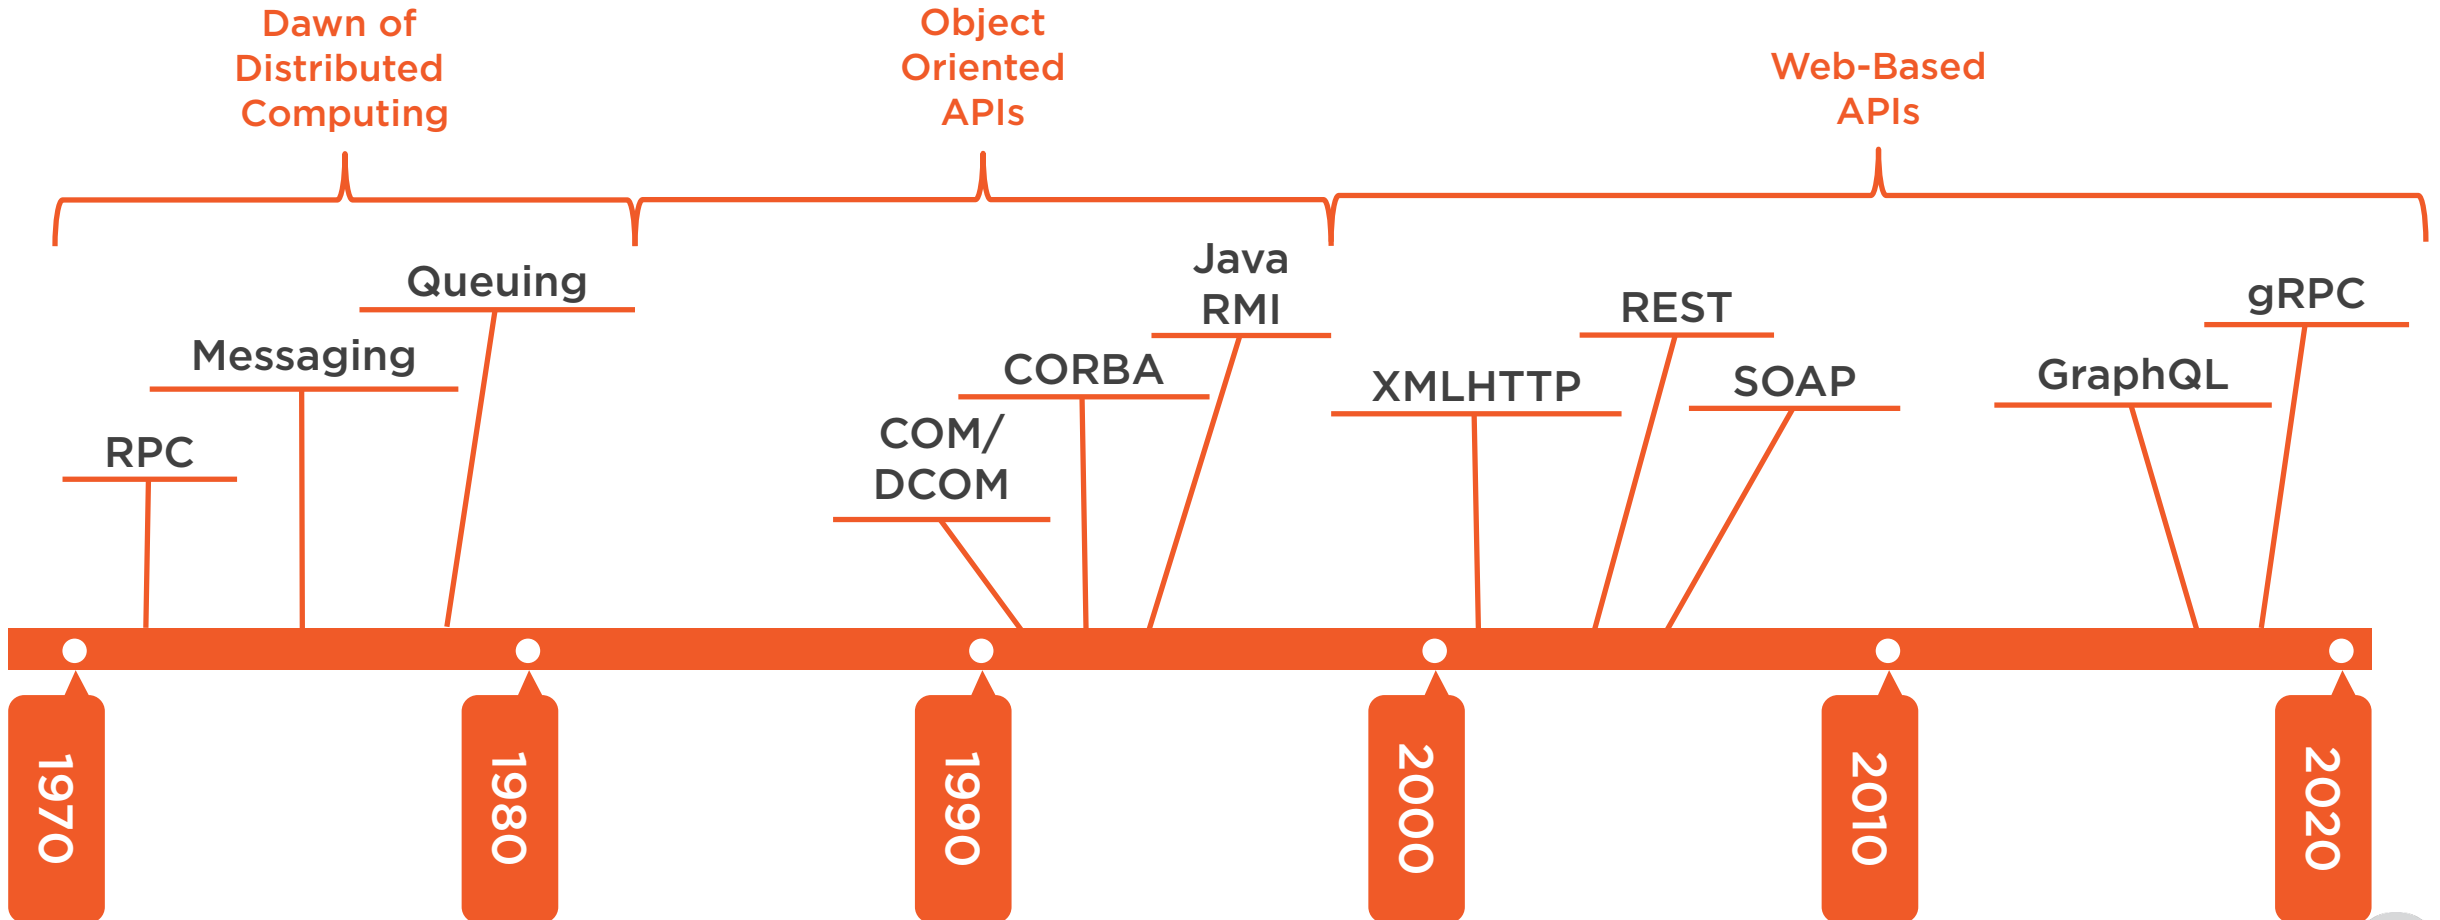 Dawn of
Distributed
Computing
Object
Oriented
APIs
Web-Based
APIs
RPC
Messaging
Queuing
COM/
DCOM
CORBA
Java
RMI
XMLHTTP
REST
SOAP
GraphQL
gRPC
1970
1980
1990
2000
2010
2020